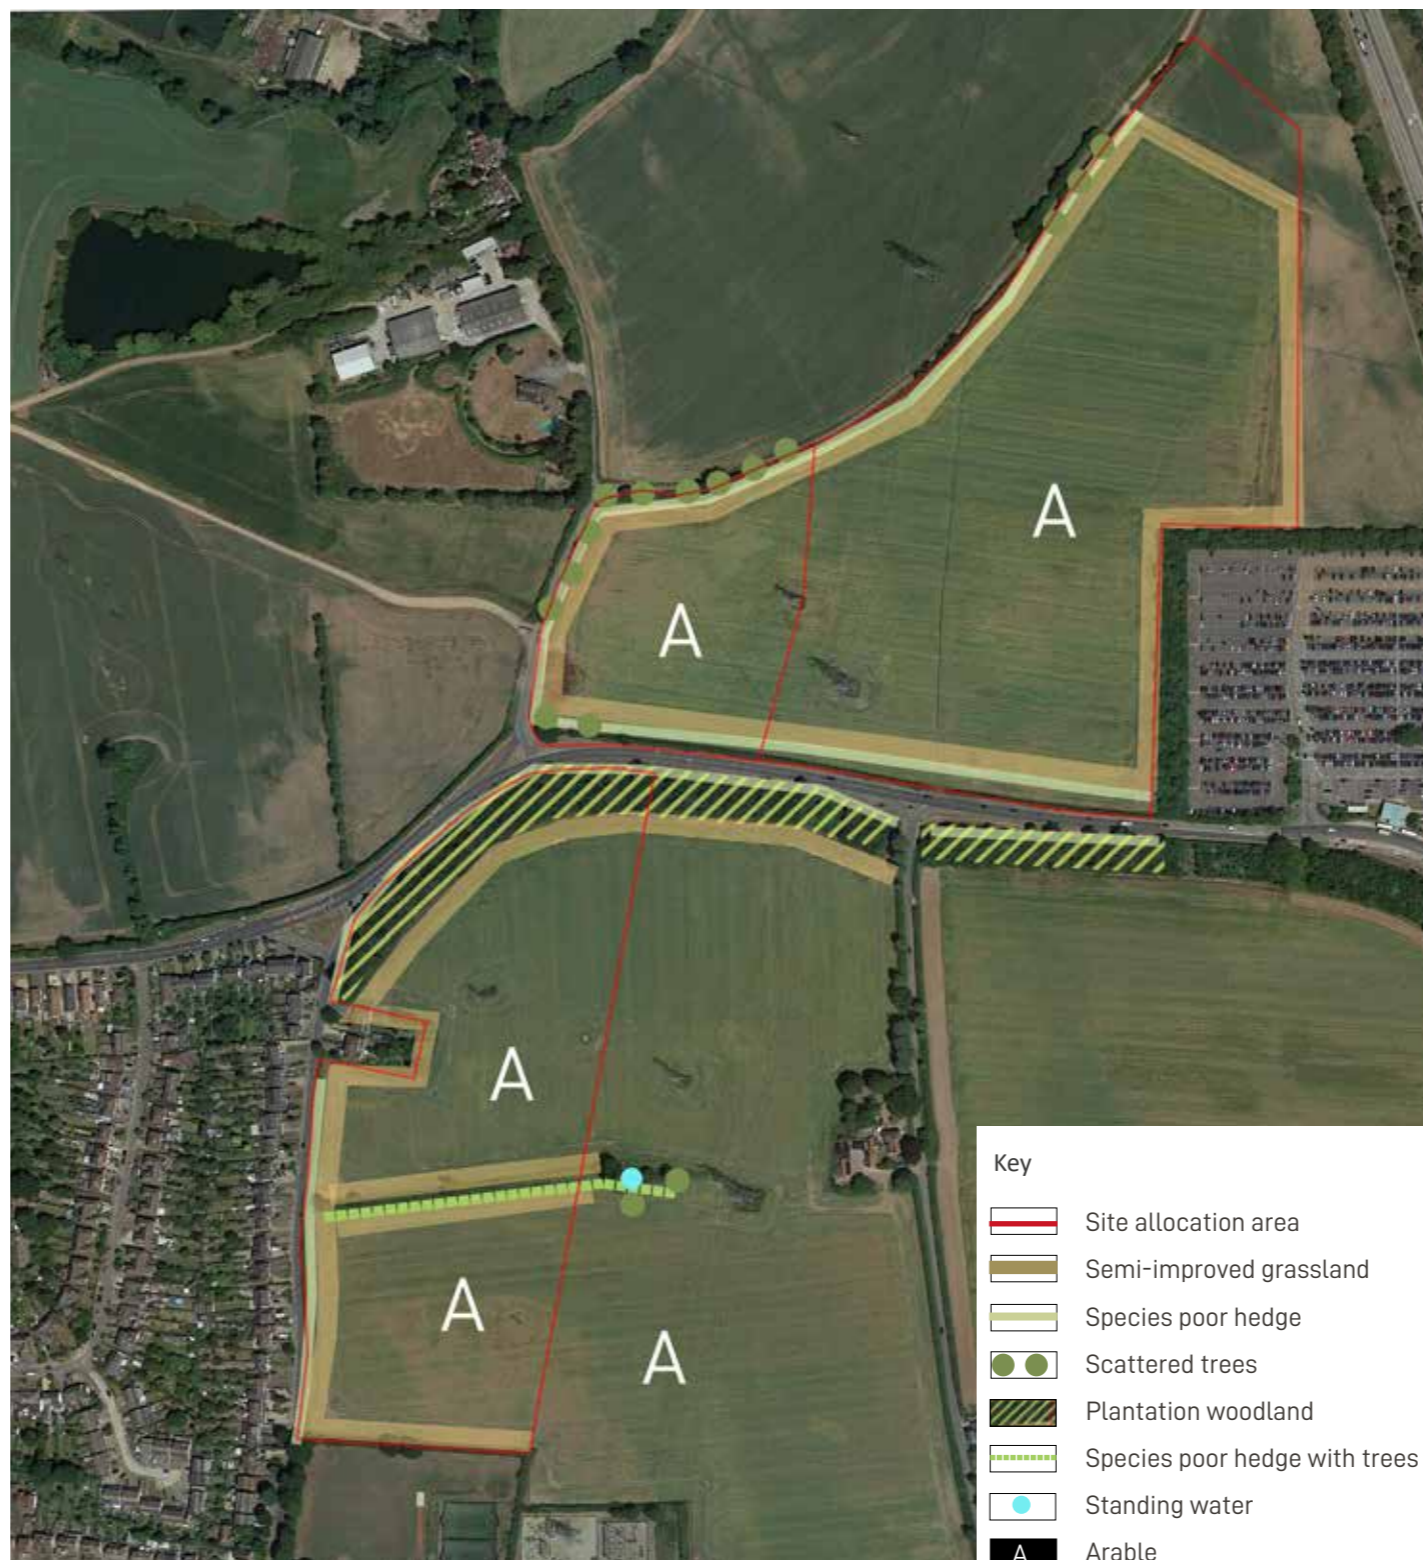 A
A
A
A
A
Key
Site allocation area
Semi-improved grassland
Species poor hedge
Scattered trees
Plantation woodland
Species poor hedge with trees
Standing water
A Arable